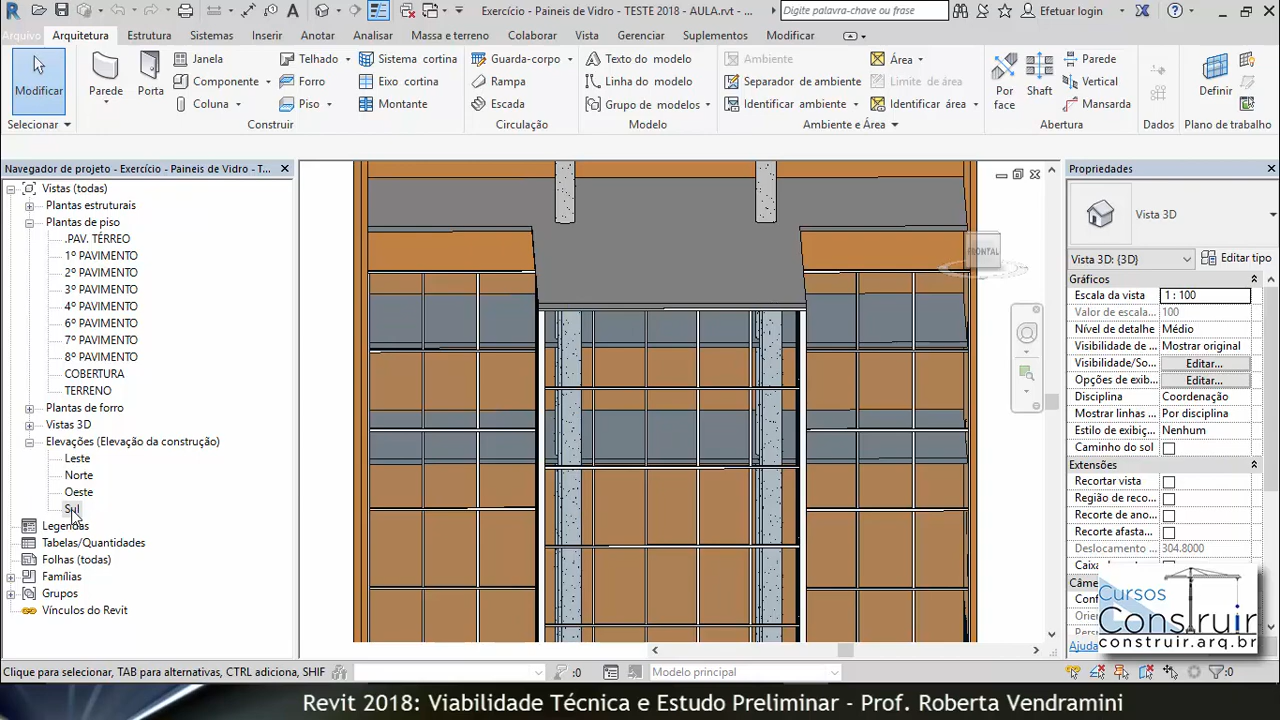 Exercício - Paineis de Vidro - TESTE 2018 - AULA.rvt - ...
Digite palavra-chave ou frase
Efetuar login
Arquivo
Arquitetura
Estrutura
Sistemas
Inserir
Anotar
Analisar
Massa e terreno
Colaborar
Vista
Gerenciar
Suplementos
Modificar
Modificar
Parede
Porta
Janela
Componente
Coluna
Telhado
Forro
Piso
Sistema cortina
Eixo cortina
Montante
Guarda-corpo
Rampa
Escada
Texto do modelo
Linha do modelo
Grupo de modelos
Ambiente
Separador de ambiente
Identificar ambiente
Área
Limite de área
Identificar área
Por face
Shaft
Parede
Vertical
Mansarda
Definir
Selecionar
Construir
Circulação
Modelo
Ambiente e Área
Abertura
Dados
Plano de trabalho
Navegador de projeto - Exercício - Paineis de Vidro - T...
Vistas (todas)
Plantas estruturais
Plantas de piso
.PAV. TÉRREO
1º PAVIMENTO
2º PAVIMENTO
3º PAVIMENTO
4º PAVIMENTO
6º PAVIMENTO
7º PAVIMENTO
8º PAVIMENTO
COBERTURA
TERRENO
Plantas de forro
Vistas 3D
Elevações (Elevação da construção)
Leste
Norte
Oeste
Sul
Legendas
Tabelas/Quantidades
Folhas (todas)
Famílias
Grupos
Vínculos do Revit
FRONTAL
Propriedades
Vista 3D
Vista 3D: {3D}
Editar tipo
Gráficos
Escala da vista 1 : 100
Valor de escala... 100
Nível de detalhe Médio
Visibilidade de ... Mostrar original
Visibilidade/So... Editar...
Opções de exib... Editar...
Disciplina Coordenação
Mostrar linhas ... Por disciplina
Estilo de exibiç... Nenhum
Caminho do sol
Extensões
Recortar vista
Região de reco...
Recorte de ano...
Recorte afasta...
Deslocamento ... 304.8000
Ajuda
Cursos
Construir
construir.arq.br
Clique para selecionar, TAB para alternativas, CTRL adiciona, SHIF
:0
Modelo principal
:0
Revit 2018: Viabilidade Técnica e Estudo Preliminar - Prof. Roberta Vendramini